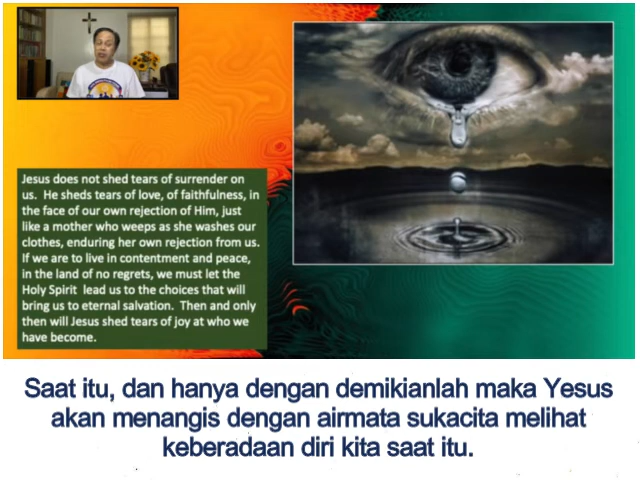 Jesus does not shed tears of surrender on
us. He sheds tears of love, of faithfulness, in
the face of our own rejection of Him, just
like a mother who weeps as she washes our
clothes, enduring her own rejection from us.
If we are to live in contentment and peace,
in the land of no regrets, we must let the
Holy Spirit lead us to the choices that will
bring us to eternal salvation. Then and only
then will Jesus shed tears of joy at who we
have become.
Saat itu, dan hanya dengan demikianlah maka Yesus
akan menangis dengan airmata sukacita melihat
keberadaan diri kita saat itu.